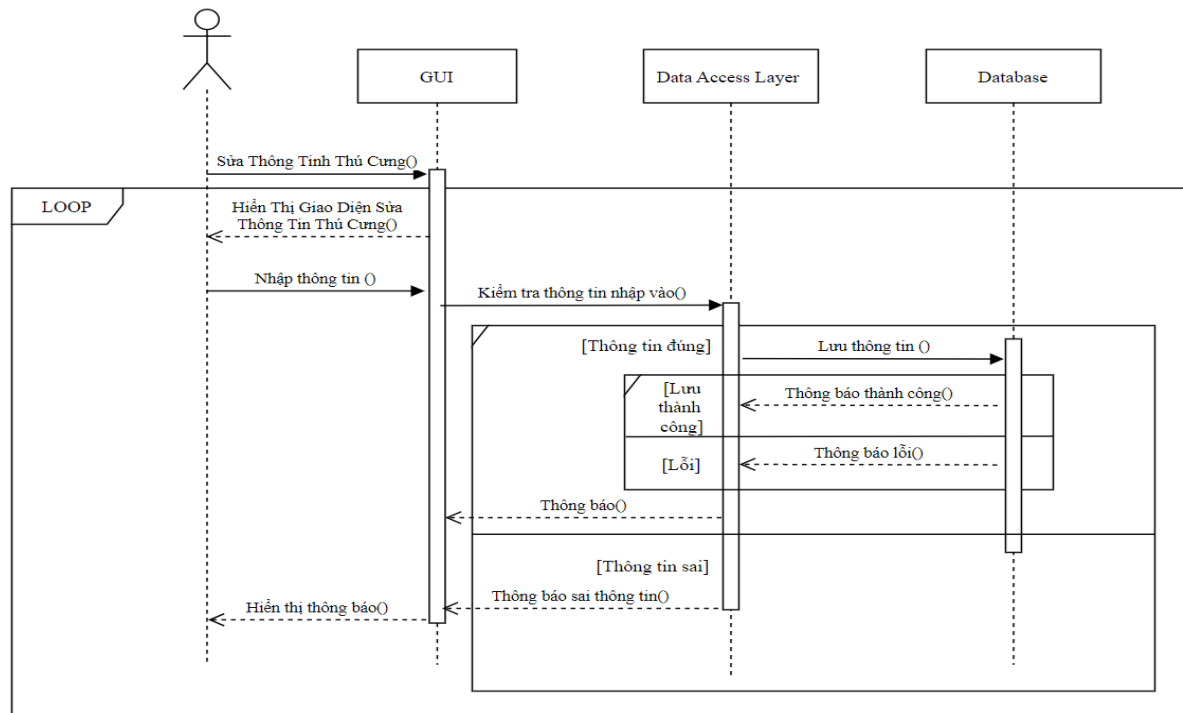 GUI
Data Access Layer
Database
Sửa Thông Tinh Thú Cưng()
LOOP
Hiển Thị Giao Diện Sửa
Thông Tin Thú Cưng()
Nhập thông tin ()
Kiểm tra thông tin nhập vào()
[Thông tin đúng]
Lưu thông tin ()
[Lưu
thành
công]
Thông báo thành công()
[Lỗi]
Thông báo lỗi()
Thông báo()
[Thông tin sai]
Thông báo sai thông tin()
Hiển thị thông báo()